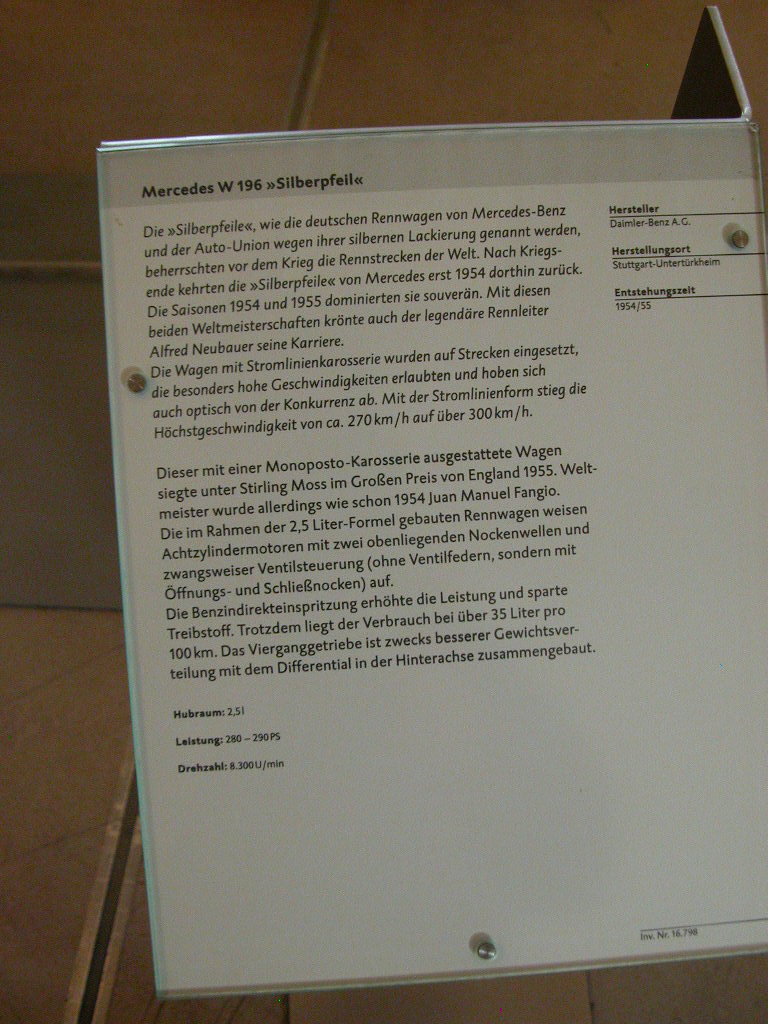 Mercedes W 196 »Silberpfeil«
Die »Silberpfeile«, wie die deutschen Rennwagen von Mercedes-Benz
und der Auto-Union wegen ihrer silbernen Lackierung genannt werden,
beherrschten vor dem Krieg die Rennstrecken der Welt. Nach Kriegs-
ende kehrten die »Silberpfeile« von Mercedes erst 1954 dorthin zurück.
Die Saisonen 1954 und 1955 dominierten sie souverän. Mit diesen
beiden Weltmeisterschaften krönte auch der legendäre Rennleiter
Alfred Neubauer seine Karriere.
Die Wagen mit Stromlinienkarosserie wurden auf Strecken eingesetzt,
die besonders hohe Geschwindigkeiten erlaubten und hoben sich
auch optisch von der Konkurrenz ab. Mit der Stromlinienform stieg die
Höchstgeschwindigkeit von ca. 270 km/h auf über 300 km/h.
Dieser mit einer Monoposto-Karosserie ausgestattete Wagen
siegte unter Stirling Moss im Großen Preis von England 1955. Welt-
meister wurde allerdings wie schon 1954 Juan Manuel Fangio.
Die im Rahmen der 2,5 Liter-Formel gebauten Rennwagen weisen
Achtzylindermotoren mit zwei obenliegenden Nockenwellen und
zwangsweiser Ventilsteuerung (ohne Ventilfedern, sondern mit
Öffnungs- und Schließnocken) auf.
Die Benzindirekteinspritzung erhöhte die Leistung und sparte
Treibstoff. Trotzdem liegt der Verbrauch bei über 35 Liter pro
100 km. Das Vierganggetriebe ist zwecks besserer Gewichtsver-
teilung mit dem Differential in der Hinterachse zusammengebaut.
Hubraum: 2,5 l
Leistung: 280 – 290 PS
Drehzahl: 8.300 U/min
Hersteller
Daimler-Benz A.G.
Herstellungsort
Stuttgart-Untertürkheim
Entstehungszeit
1954/55
Inv. Nr. 16.798